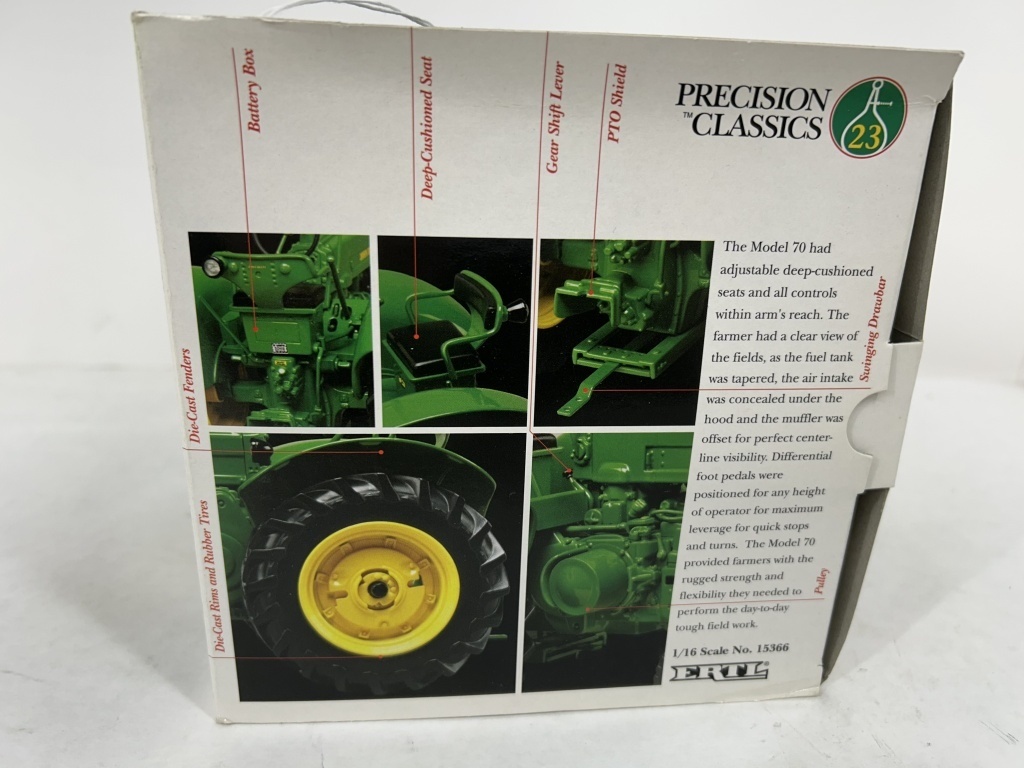 Battery Box
Deep-Cushioned Seat
Gear Shift Lever
PTO Shield
PRECISION
™CLASSICS
23
The Model 70 had
adjustable deep-cushioned
seats and all controls
within arm's reach. The
farmer had a clear view of
the fields, as the fuel tank
was tapered, the air intake
was concealed under the
hood and the muffler was
offset for perfect center-
line visibility. Differential
foot pedals were
positioned for any height
of operator for maximum
leverage for quick stops
and turns. The Model 70
provided farmers with the
rugged strength and
flexibility they needed to
perform the day-to-day
tough field work.
Swinging Drawbar
Die-Cast Fenders
Die-Cast Rims and Rubber Tires
Pulley
1/16 Scale No. 15366
ERTL®